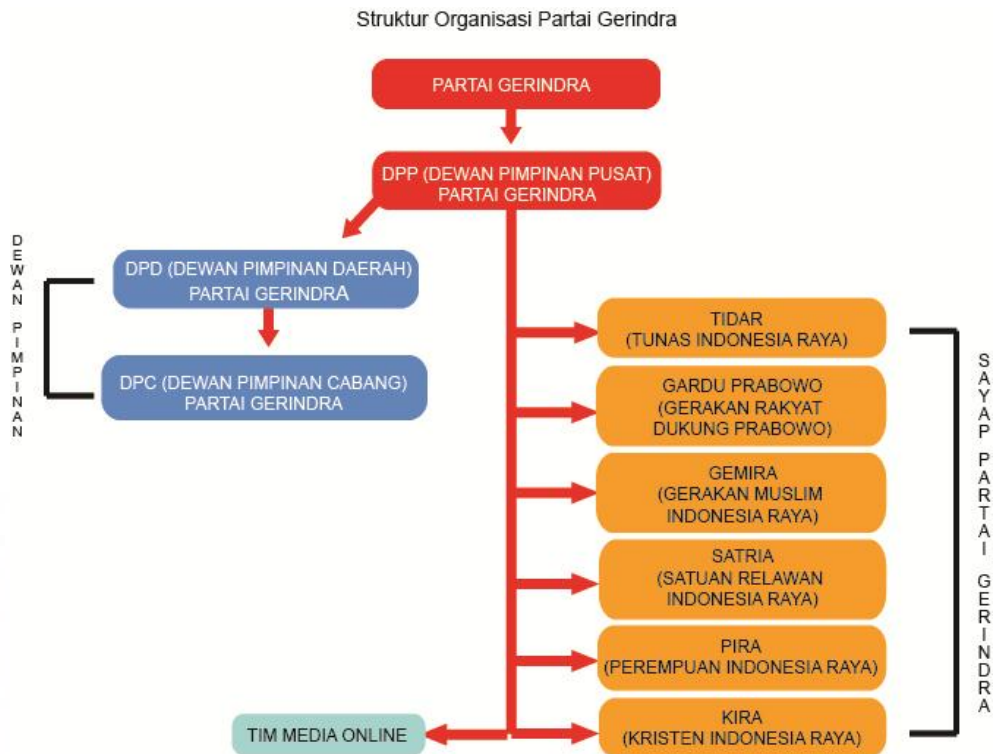 Struktur Organisasi Partai Gerindra
PARTAI GERINDRA
DPP (DEWAN PIMPINAN PUSAT)
PARTAI GERINDRA
DEWAN PIMPINAN
DPD (DEWAN PIMPINAN DAERAH)
PARTAI GERINDRA
DPC (DEWAN PIMPINAN CABANG)
PARTAI GERINDRA
TIDAR
(TUNAS INDONESIA RAYA)
GARDU PRABOWO
(GERAKAN RAKYAT
DUKUNG PRABOWO)
GEMIRA
(GERAKAN MUSLIM
INDONESIA RAYA)
SATRIA
(SATUAN RELAWAN
INDONESIA RAYA)
PIRA
(PEREMPUAN INDONESIA RAYA)
KIRA
(KRISTEN INDONESIA RAYA)
SAYAP PARTAI GERINDRA
TIM MEDIA ONLINE